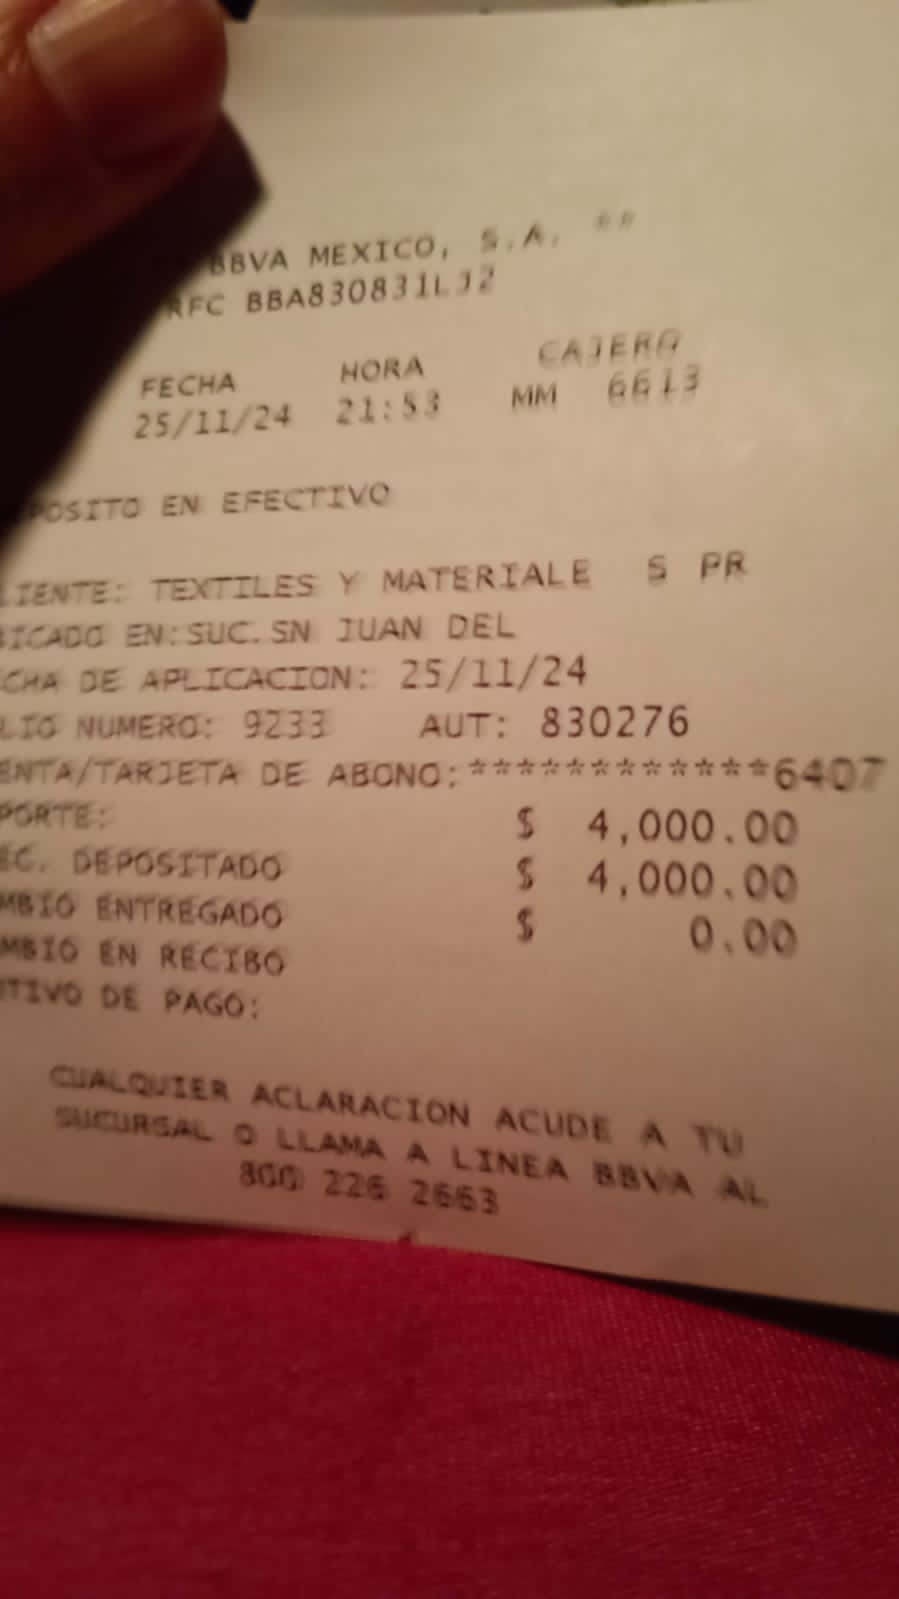 BBVA MEXICO, S.A. **
RFC BBA830831LJ2
FECHA HORA CAJERO
25/11/24 21:53 MM 6613
POSITO EN EFECTIVO
LIENTE: TEXTILES Y MATERIALE S PR
BICADO EN:SUC.SN JUAN DEL
CHA DE APLICACION: 25/11/24
LIO NUMERO: 9233 AUT: 830276
ENTA/TARJETA DE ABONO:*************6407
PORTE: $ 4,000.00
EC. DEPOSITADO $ 4,000.00
MBIO ENTREGADO $ 0.00
MBIO EN RECIBO
TIVO DE PAGO:
CUALQUIER ACLARACION ACUDE A TU
SUCURSAL O LLAMA A LINEA BBVA AL
800 226 2663